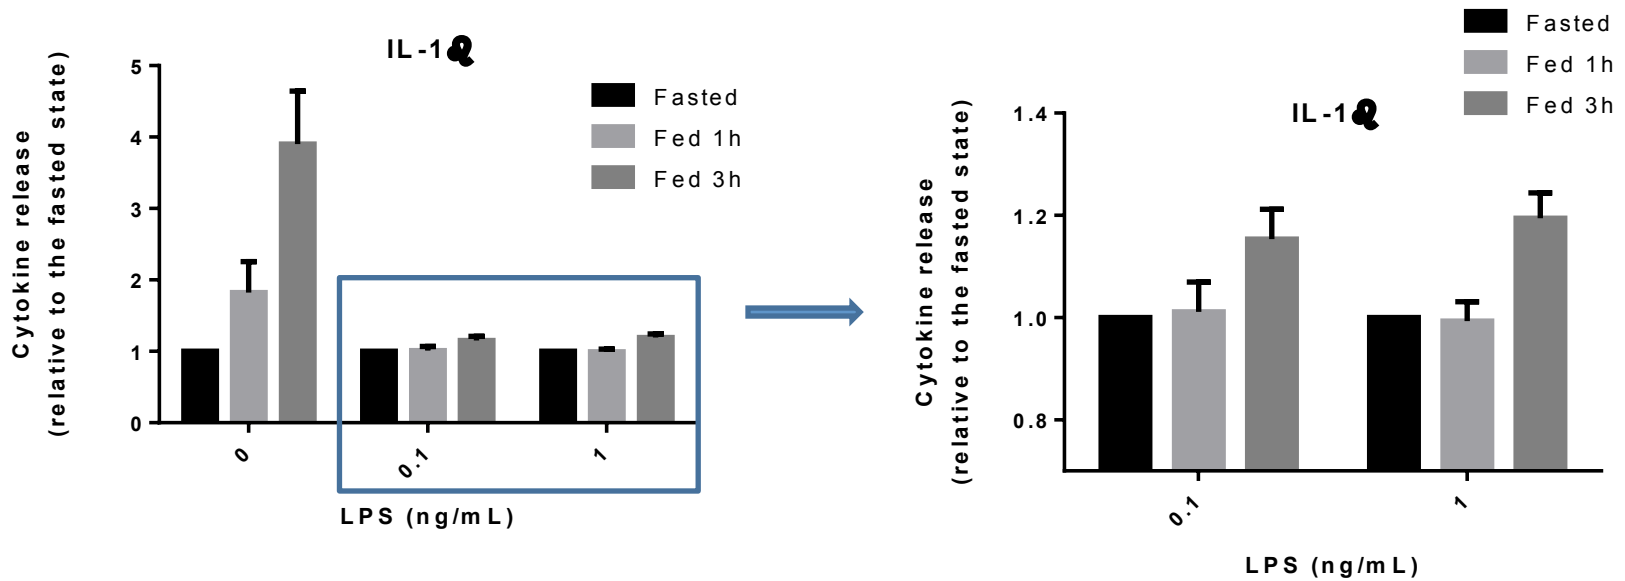 IL-1
Cytokine release
(relative to the fasted state)
5
4
3
2
1
0
Fasted
Fed 1h
Fed 3h
0
0.1
1
LPS (ng/mL)
Fasted
Fed 1h
Fed 3h
IL-1
Cytokine release
(relative to the fasted state)
1.4
1.2
1.0
0.8
0.1
1
LPS (ng/mL)